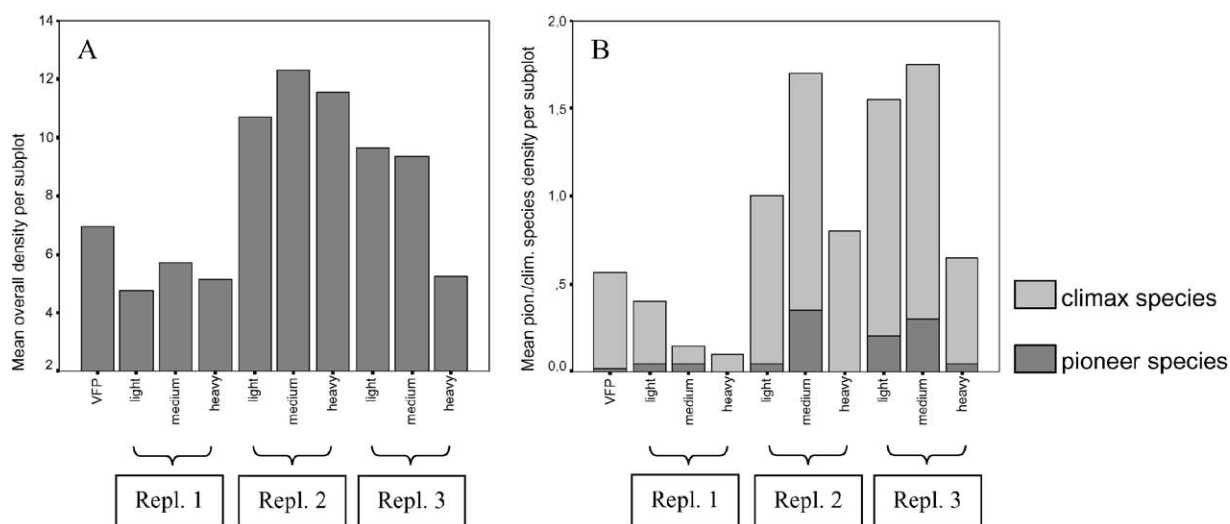 A
Mean overall density per subplot
14
12
10
8
6
4
2
VFP
light
medium
heavy
light
medium
heavy
light
medium
heavy
Repl. 1
Repl. 2
Repl. 3
B
Mean pion./clim. species density per subplot
2,0
1,5
1,0
,5
0,0
VFP
light
medium
heavy
light
medium
heavy
light
medium
heavy
Repl. 1
Repl. 2
Repl. 3
climax species
pioneer species